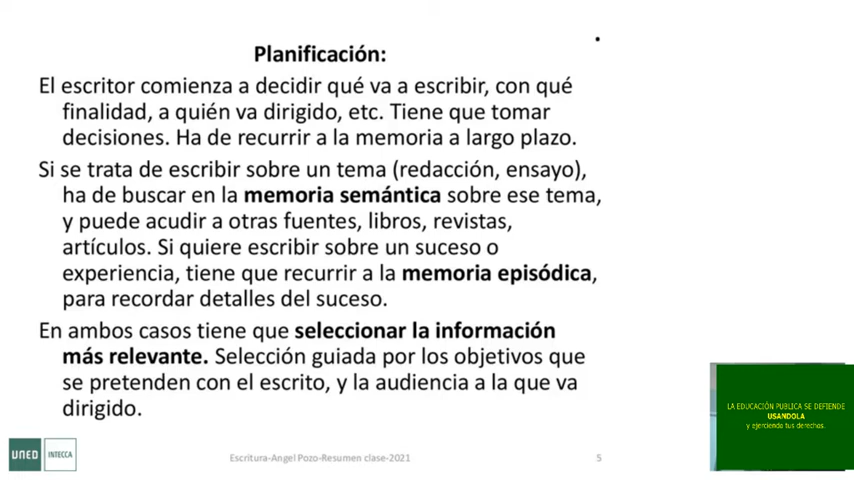 Planificación:
El escritor comienza a decidir qué va a escribir, con qué
finalidad, a quién va dirigido, etc. Tiene que tomar
decisiones. Ha de recurrir a la memoria a largo plazo.
Si se trata de escribir sobre un tema (redacción, ensayo),
ha de buscar en la memoria semántica sobre ese tema,
y puede acudir a otras fuentes, libros, revistas,
artículos. Si quiere escribir sobre un suceso o
experiencia, tiene que recurrir a la memoria episódica,
para recordar detalles del suceso.
En ambos casos tiene que seleccionar la información
más relevante. Selección guiada por los objetivos que
se pretenden con el escrito, y la audiencia a la que va
dirigido.
LA EDUCACIÓN PUBLICA SE DEFIENDE
USANDOLA
y ejerciendo tus derechos.
UNED INTECCA
Escritura-Angel Pozo-Resumen clase-2021
5